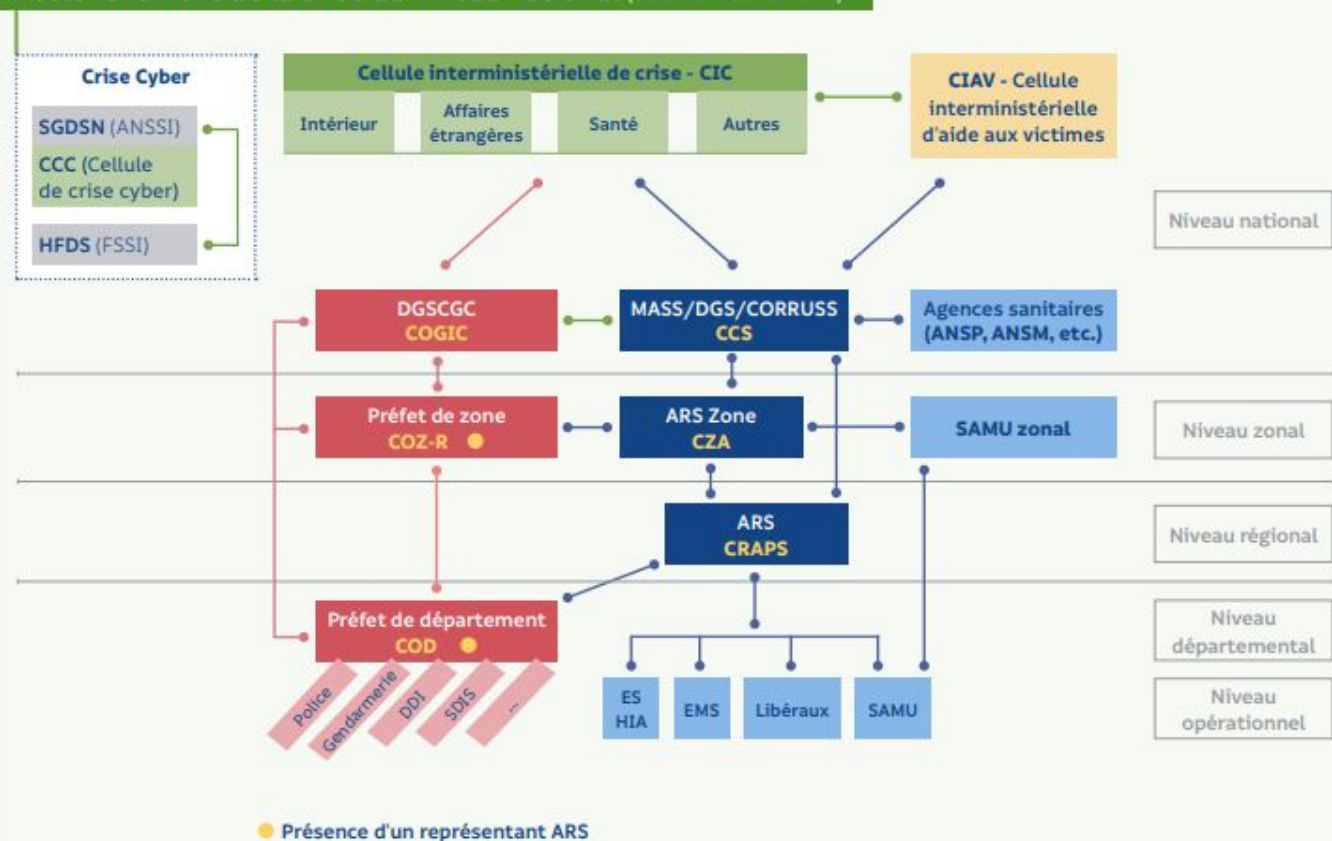 Crise Cyber
SGDSN (ANSSI)
CCC (Cellule
de crise cyber)
HFDS (FSSI)
Cellule interministérielle de crise - CIC
Intérieur
Affaires
étrangères
Santé
Autres
CIAV - Cellule
interministérielle
d'aide aux victimes
Niveau national
DGSCGC
COGIC
MASS/DGS/CORRUSS
CCS
Agences sanitaires
(ANSP, ANSM, etc.)
Préfet de zone
COZ-R
ARS Zone
CZA
SAMU zonal
Niveau zonal
ARS
CRAPS
Niveau régional
Préfet de département
COD
Niveau
départemental
Police
Gendarmerie
DDI
SDIS
...
ES
HIA
EMS
Libéraux
SAMU
Niveau
opérationnel
Présence d'un représentant ARS